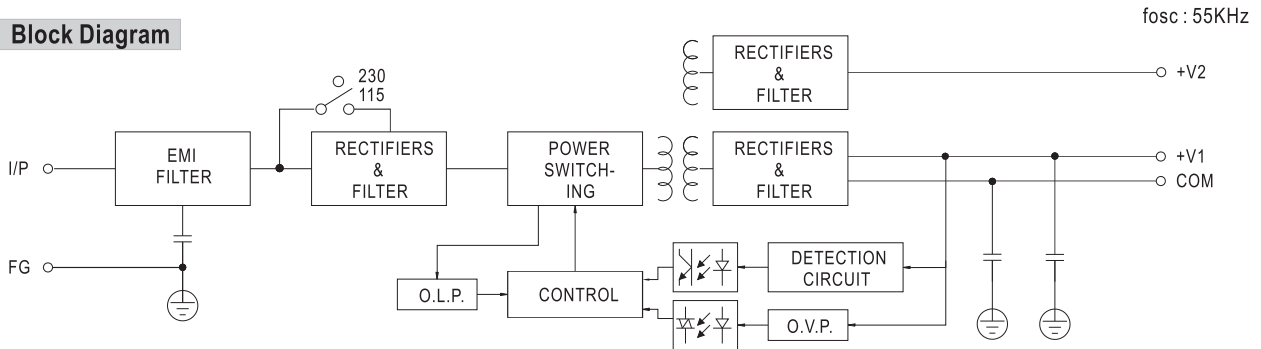 fosc : 55KHz
Block Diagram
230
115
RECTIFIERS
&
FILTER
+V2
I/P
EMI
FILTER
RECTIFIERS
&
FILTER
POWER
SWITCH-
ING
RECTIFIERS
&
FILTER
+V1
COM
FG
DETECTION
CIRCUIT
O.L.P.
CONTROL
O.V.P.